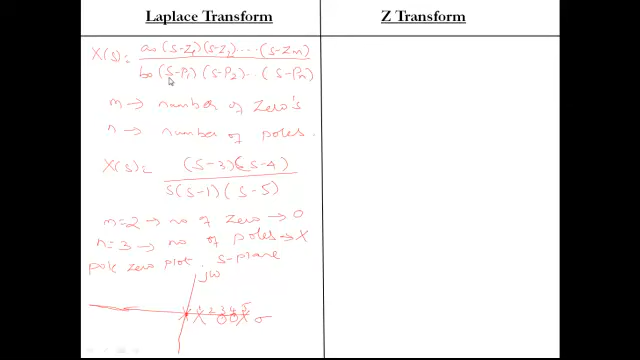 Laplace Transform
Z Transform
X(s) = a₀ (s-z₁)(s-z₂) ... (s-zₘ)
b₀ (s-p₁) (s-p₂) ... (s-pₙ)
m → number of zero's
n → number of poles.
X(s) = (s-3)(s-4)
s(s-1)(s-5)
m=2 → no of zero → O
n=3 → no of poles → X
pole zero plot. s-plane
jω
1 2 3 4 5
σ